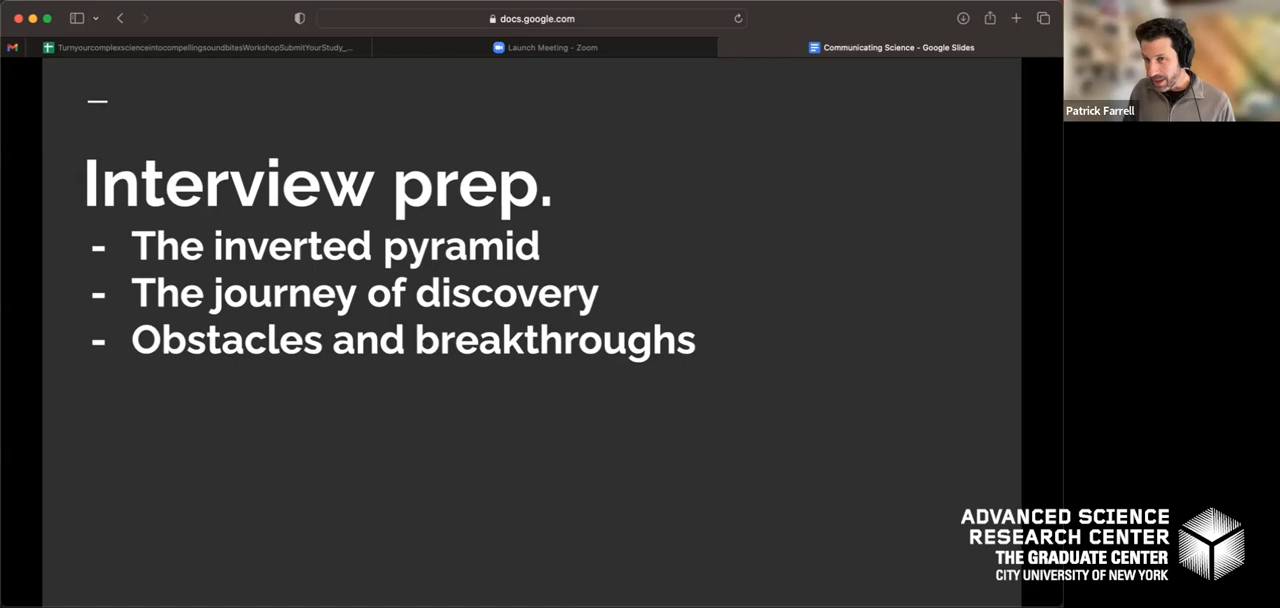 docs.google.com
TurnyourcomplexscienceintocompellingsoundbitesWorkshopSubmitYourStudy_...
Launch Meeting - Zoom
Communicating Science - Google Slides
Patrick Farrell
Interview prep.
- The inverted pyramid
- The journey of discovery
- Obstacles and breakthroughs
ADVANCED SCIENCE
RESEARCH CENTER
THE GRADUATE CENTER
CITY UNIVERSITY OF NEW YORK